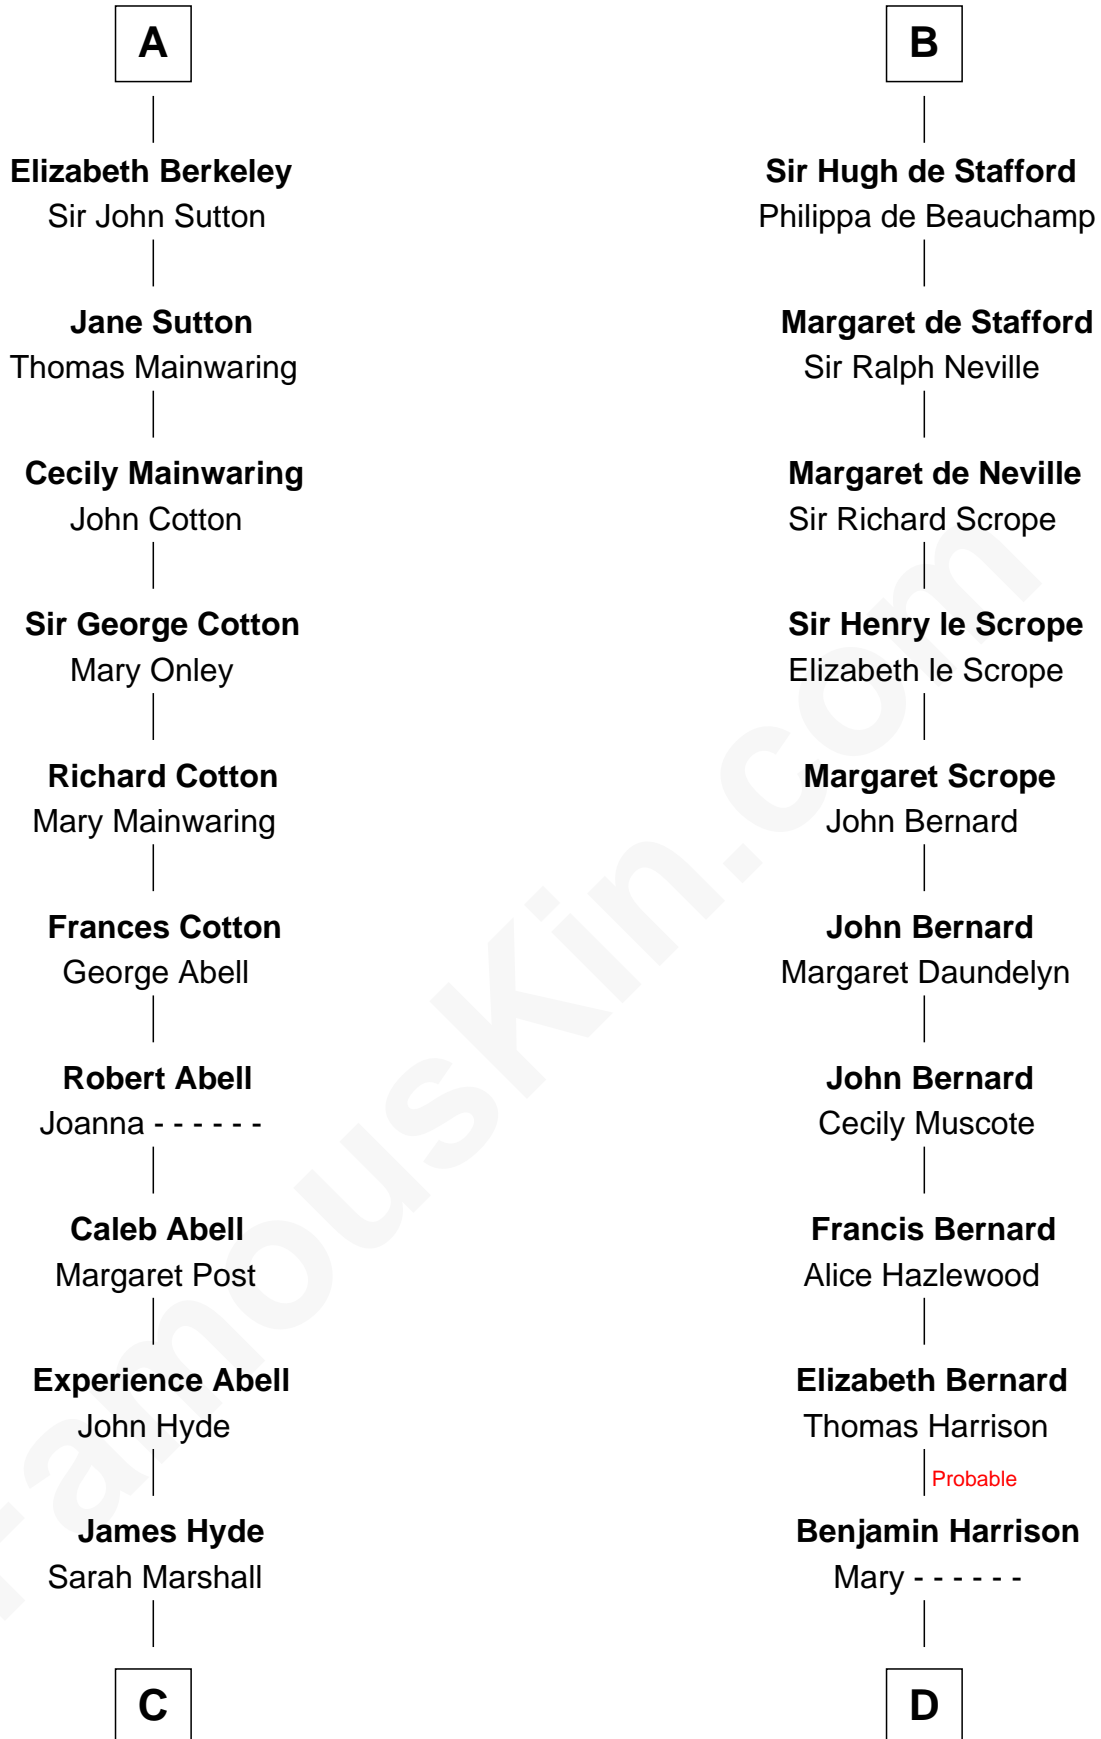 A
Elizabeth Berkeley
Sir John Sutton
Jane Sutton
Thomas Mainwaring
Cecily Mainwaring
John Cotton
Sir George Cotton
Mary Onley
Richard Cotton
Mary Mainwaring
Frances Cotton
George Abell
Robert Abell
Joanna - - - - - -
Caleb Abell
Margaret Post
Experience Abell
John Hyde
James Hyde
Sarah Marshall
C
B
Sir Hugh de Stafford
Philippa de Beauchamp
Margaret de Stafford
Sir Ralph Neville
Margaret de Neville
Sir Richard Scrope
Sir Henry le Scrope
Elizabeth le Scrope
Margaret Scrope
John Bernard
John Bernard
Margaret Daundelyn
John Bernard
Cecily Muscote
Francis Bernard
Alice Hazlewood
Elizabeth Bernard
Thomas Harrison
Probable
Benjamin Harrison
Mary - - - - - -
D
FamousKin.com